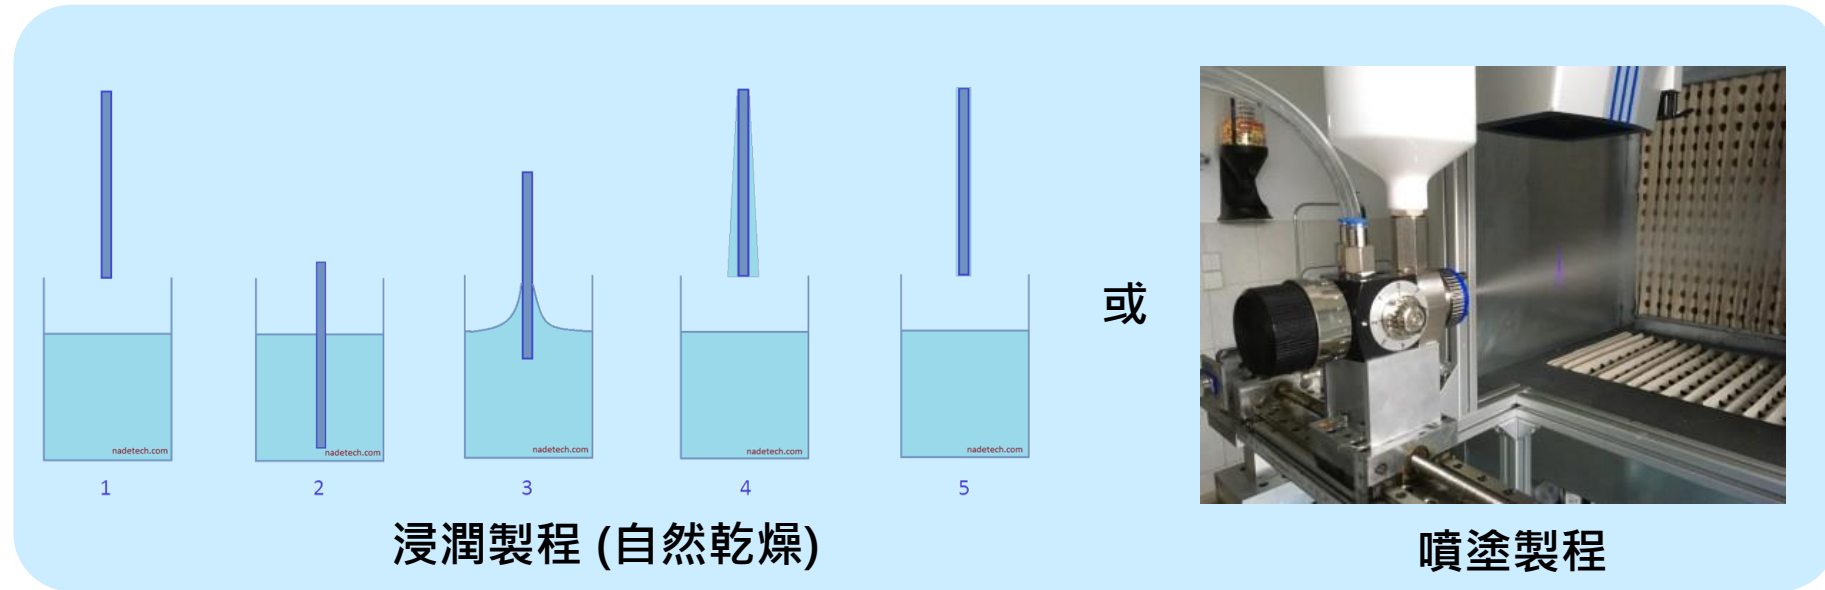 nadetech.com
nadetech.com
nadetech.com
nadetech.com
nadetech.com
1
2
3
4
5
浸潤製程 (自然乾燥)
或
噴塗製程